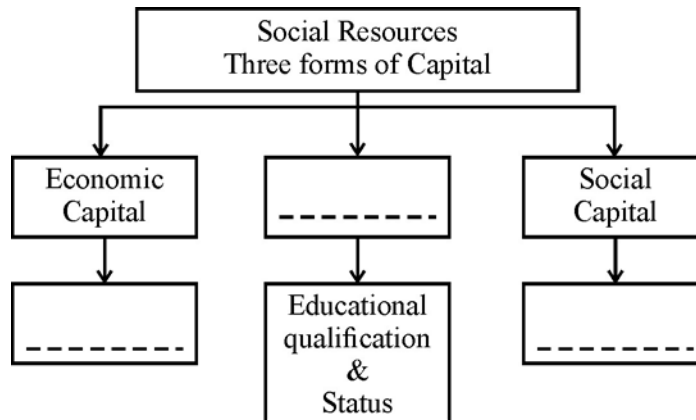 Social Resources
Three forms of Capital
Economic
Capital
Social
Capital
Educational
qualification
&
Status